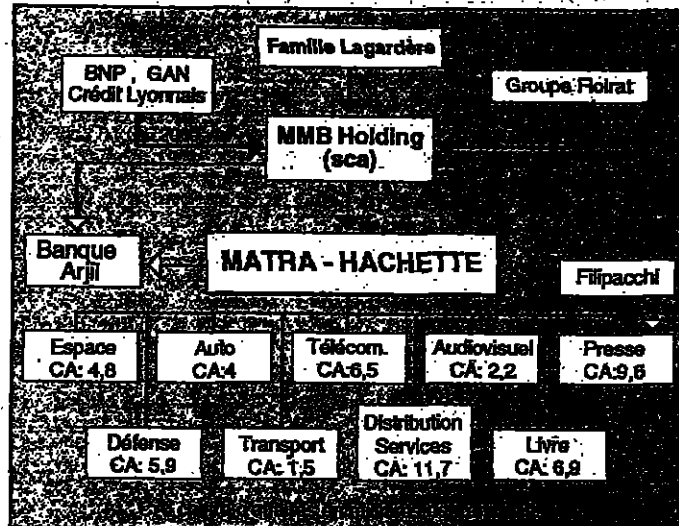 Famille Lagardère
BNP, GAN
Crédit Lyonnais
Groupe Floirat
MMB Holding
(sca)
Banque
Arjil
MATRA - HACHETTE
Filipacchi
Espace
CA: 4,8
Auto
CA:4
Télécom.
CA:6,5
Audiovisuel
CA: 2,2
Presse
CA:9,6
Défense
CA: 5,9
Transport
CA: 1,5
Distribution
Services
CA: 11,7
Livre
CA: 6,9